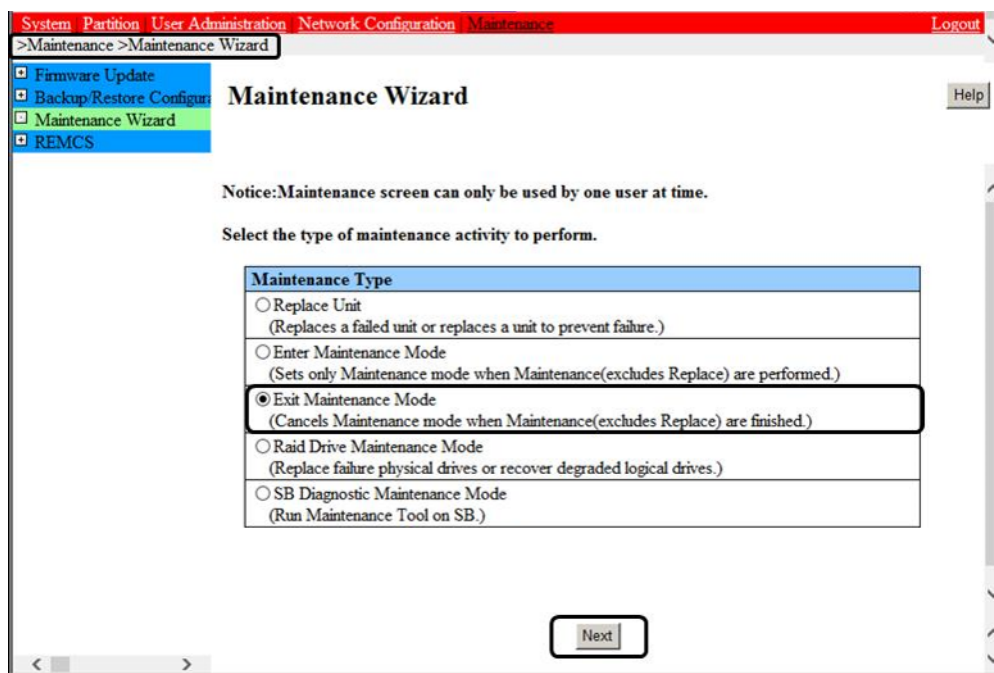 System Partition User Administration Network Configuration Maintenance Logout
>Maintenance >Maintenance Wizard
Firmware Update
Backup/Restore Configura
Maintenance Wizard
REMCS
Maintenance Wizard
Help
Notice:Maintenance screen can only be used by one user at time.
Select the type of maintenance activity to perform.
Maintenance Type
Replace Unit
(Replaces a failed unit or replaces a unit to prevent failure.)
Enter Maintenance Mode
(Sets only Maintenance mode when Maintenance(excludes Replace) are performed.)
Exit Maintenance Mode
(Cancels Maintenance mode when Maintenance(excludes Replace) are finished.)
Raid Drive Maintenance Mode
(Replace failure physical drives or recover degraded logical drives.)
SB Diagnostic Maintenance Mode
(Run Maintenance Tool on SB.)
Next